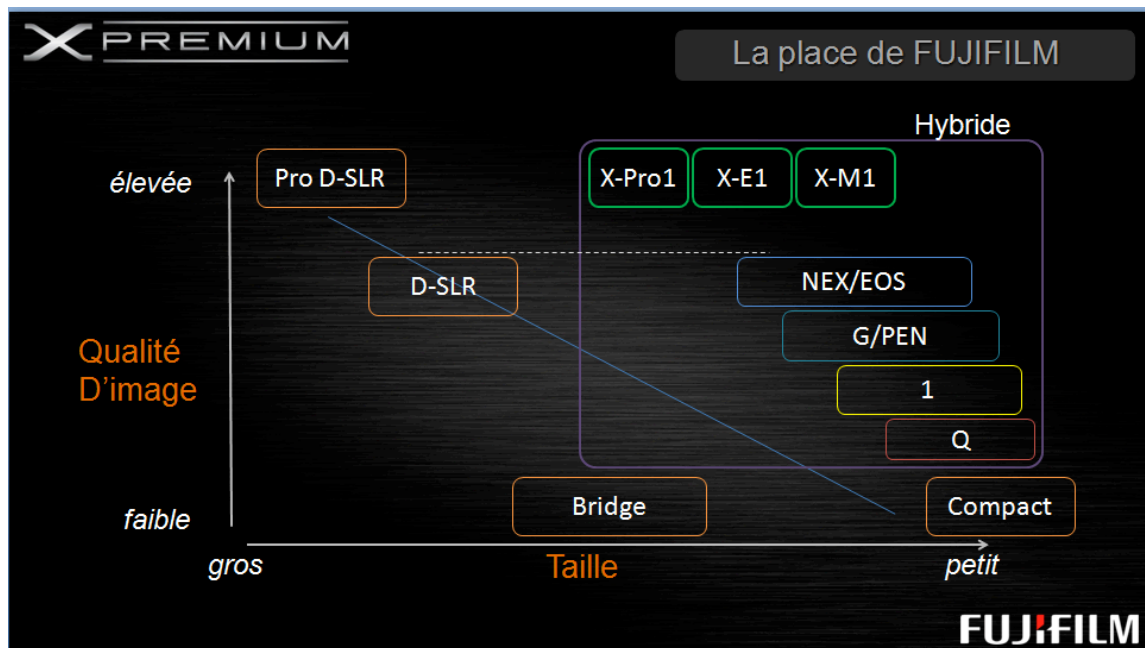 X PREMIUM
La place de FUJIFILM
Hybride
élevée
Pro D-SLR
X-Pro1
X-E1
X-M1
D-SLR
NEX/EOS
G/PEN
Qualité
D'image
1
Q
Bridge
Compact
faible
gros
Taille
petit
FUJIFILM